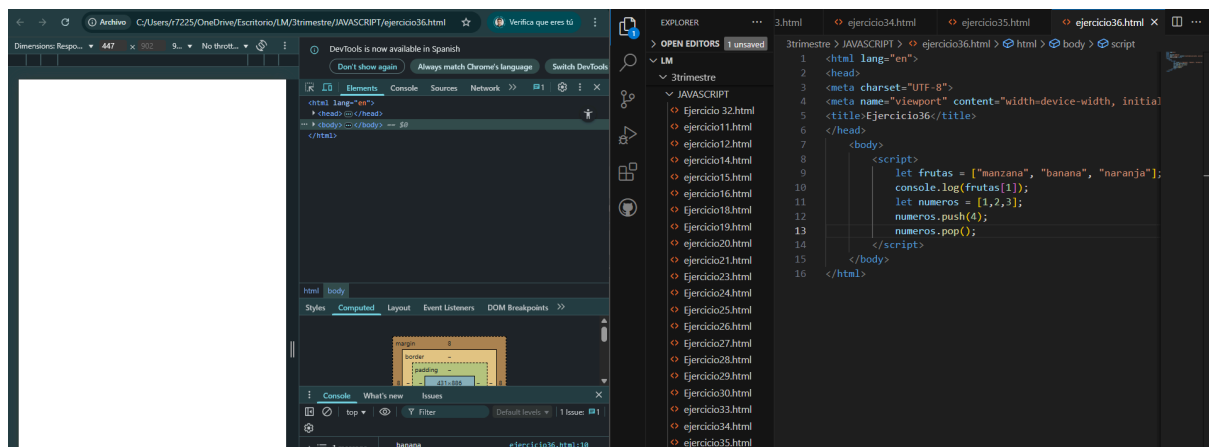 Archivo C:/Users/r7225/OneDrive/Escritorio/LM/3trimestre/JAVASCRIPT/ejercicio36.html Verifica que eres tú
Dimensions: Respo... 447 x 902 9... No thrott...
DevTools is now available in Spanish
Don't show again Always match Chrome's language Switch DevTools
Elements Console Sources Network 1
<html lang="en">
<head> </head>
<body> </body> == $0
</html>
html body
Styles Computed Layout Event Listeners DOM Breakpoints
margin 8
border -
padding -
8 - - 431×886 - - 8
Console What's new Issues
top Filter Default levels 1 Issue: 1
banana ejercicio36.html:10
EXPLORER
OPEN EDITORS 1 unsaved
LM
3trimestre
JAVASCRIPT
Ejercicio 32.html
ejercicio11.html
ejercicio12.html
ejercicio14.html
ejercicio15.html
ejercicio16.html
Ejercicio18.html
Ejercicio19.html
ejercicio20.html
ejercicio21.html
Ejercicio23.html
Ejercicio24.html
Ejercicio25.html
Ejercicio26.html
Ejercicio27.html
Ejercicio28.html
Ejercicio29.html
Ejercicio30.html
ejercicio33.html
ejercicio34.html
ejercicio35.html
3.html ejercicio34.html ejercicio35.html ejercicio36.html
3trimestre > JAVASCRIPT > ejercicio36.html > html > body > script
1 <html lang="en">
2 <head>
3 <meta charset="UTF-8">
4 <meta name="viewport" content="width=device-width, initial
5 <title>Ejercicio36</title>
6 </head>
7 <body>
8 <script>
9 let frutas = ["manzana", "banana", "naranja"];
10 console.log(frutas[1]);
11 let numeros = [1,2,3];
12 numeros.push(4);
13 numeros.pop();
14 </script>
15 </body>
16 </html>